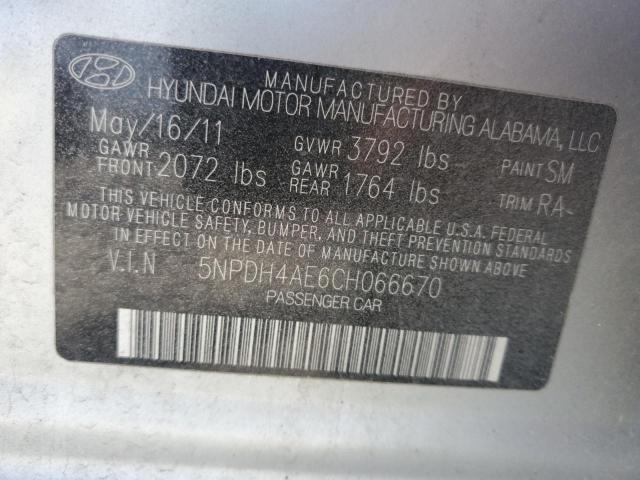 MANUFACTURED BY
HYUNDAI MOTOR MANUFACTURING ALABAMA, LLC
May/16/11 GVWR 3792 lbs PAINT SM
GAWR FRONT 2072 lbs GAWR REAR 1764 lbs TRIM RA-
THIS VEHICLE CONFORMS TO ALL APPLICABLE U.S.A. FEDERAL
MOTOR VEHICLE SAFETY, BUMPER, AND THEFT PREVENTION STANDARDS
IN EFFECT ON THE DATE OF MANUFACTURE SHOWN ABOVE.
V.I.N 5NPDH4AE6CH066670
PASSENGER CAR